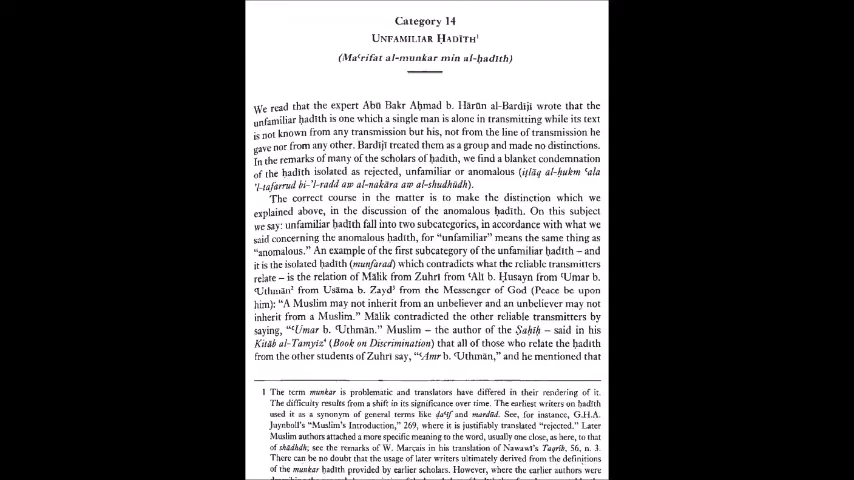 Category 14
UNFAMILIAR ḤADĪTH¹
(Maʿrifat al-munkar min al-ḥadīth)
We read that the expert Abū Bakr Aḥmad b. Hārūn al-Bardījī wrote that the
unfamiliar ḥadīth is one which a single man is alone in transmitting while its text
is not known from any transmission but his, not from the line of transmission he
gave nor from any other. Bardījī treated them as a group and made no distinctions.
In the remarks of many of the scholars of ḥadīth, we find a blanket condemnation
of the ḥadīth isolated as rejected, unfamiliar or anomalous (iṭlāq al-ḥukm ʿala
ʾl-tafarrud bi-ʾl-radd aw al-nakāra aw al-shudhūdh).
The correct course in the matter is to make the distinction which we
explained above, in the discussion of the anomalous ḥadīth. On this subject
we say: unfamiliar ḥadīth fall into two subcategories, in accordance with what we
said concerning the anomalous ḥadīth, for “unfamiliar” means the same thing as
“anomalous.” An example of the first subcategory of the unfamiliar ḥadīth – and
it is the isolated ḥadīth (munfarad) which contradicts what the reliable transmitters
relate – is the relation of Mālik from Zuhrī from ʿAlī b. Ḥusayn from ʿUmar b.
ʿUthmān² from Usāma b. Zayd³ from the Messenger of God (Peace be upon
him): “A Muslim may not inherit from an unbeliever and an unbeliever may not
inherit from a Muslim.” Mālik contradicted the other reliable transmitters by
saying, “ʿUmar b. ʿUthmān.” Muslim – the author of the Ṣaḥīḥ – said in his
Kitāb al-Tamyīz⁴ (Book on Discrimination) that all of those who relate the ḥadīth
from the other students of Zuhrī say, “ʿAmr b. ʿUthmān,” and he mentioned that
1 The term munkar is problematic and translators have differed in their rendering of it.
The difficulty results from a shift in its significance over time. The earliest writers on ḥadīth
used it as a synonym of general terms like ḍaʿīf and mardūd. See, for instance, G.H.A.
Juynboll’s “Muslim’s Introduction,” 269, where it is justifiably translated “rejected.” Later
Muslim authors attached a more specific meaning to the word, usually one close, as here, to that
of shādhdh; see the remarks of W. Marçais in his translation of Nawawī’s Taqrīb, 56, n. 3.
There can be no doubt that the usage of later writers ultimately derived from the definitions
of the munkar ḥadīth provided by earlier scholars. However, where the earlier authors were